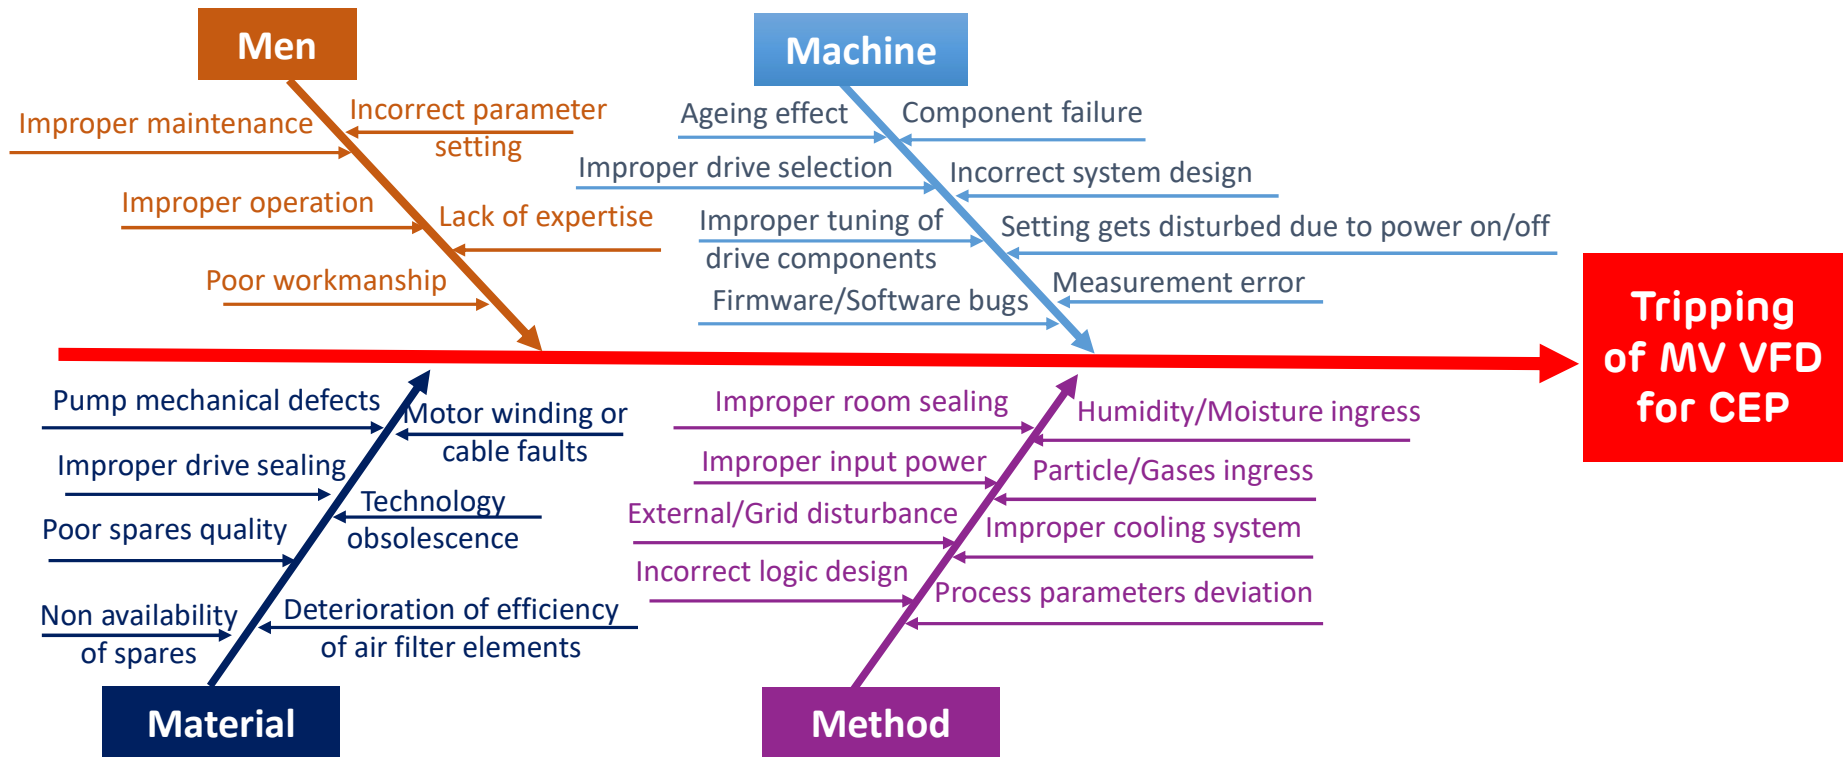 Men
Improper maintenance
Incorrect parameter
setting
Improper operation
Lack of expertise
Poor workmanship
Machine
Ageing effect
Component failure
Improper drive selection
Incorrect system design
Improper tuning of
drive components
Setting gets disturbed due to power on/off
Firmware/Software bugs
Measurement error
Tripping
of MV VFD
for CEP
Pump mechanical defects
Motor winding or
cable faults
Improper drive sealing
Technology
obsolescence
Poor spares quality
Non availability
of spares
Deterioration of efficiency
of air filter elements
Material
Improper room sealing
Humidity/Moisture ingress
Improper input power
Particle/Gases ingress
External/Grid disturbance
Improper cooling system
Incorrect logic design
Process parameters deviation
Method